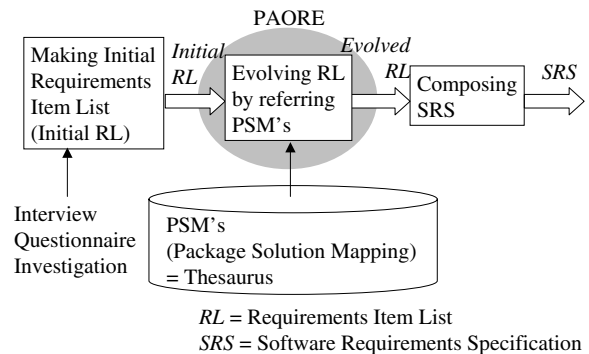 PAORE
Making Initial
Requirements
Item List
(Initial RL)
Initial
RL
Evolving RL
by referring
PSM's
Evolved
RL
Composing
SRS
SRS
Interview
Questionnaire
Investigation
PSM's
(Package Solution Mapping)
= Thesaurus
RL = Requirements Item List
SRS = Software Requirements Specification